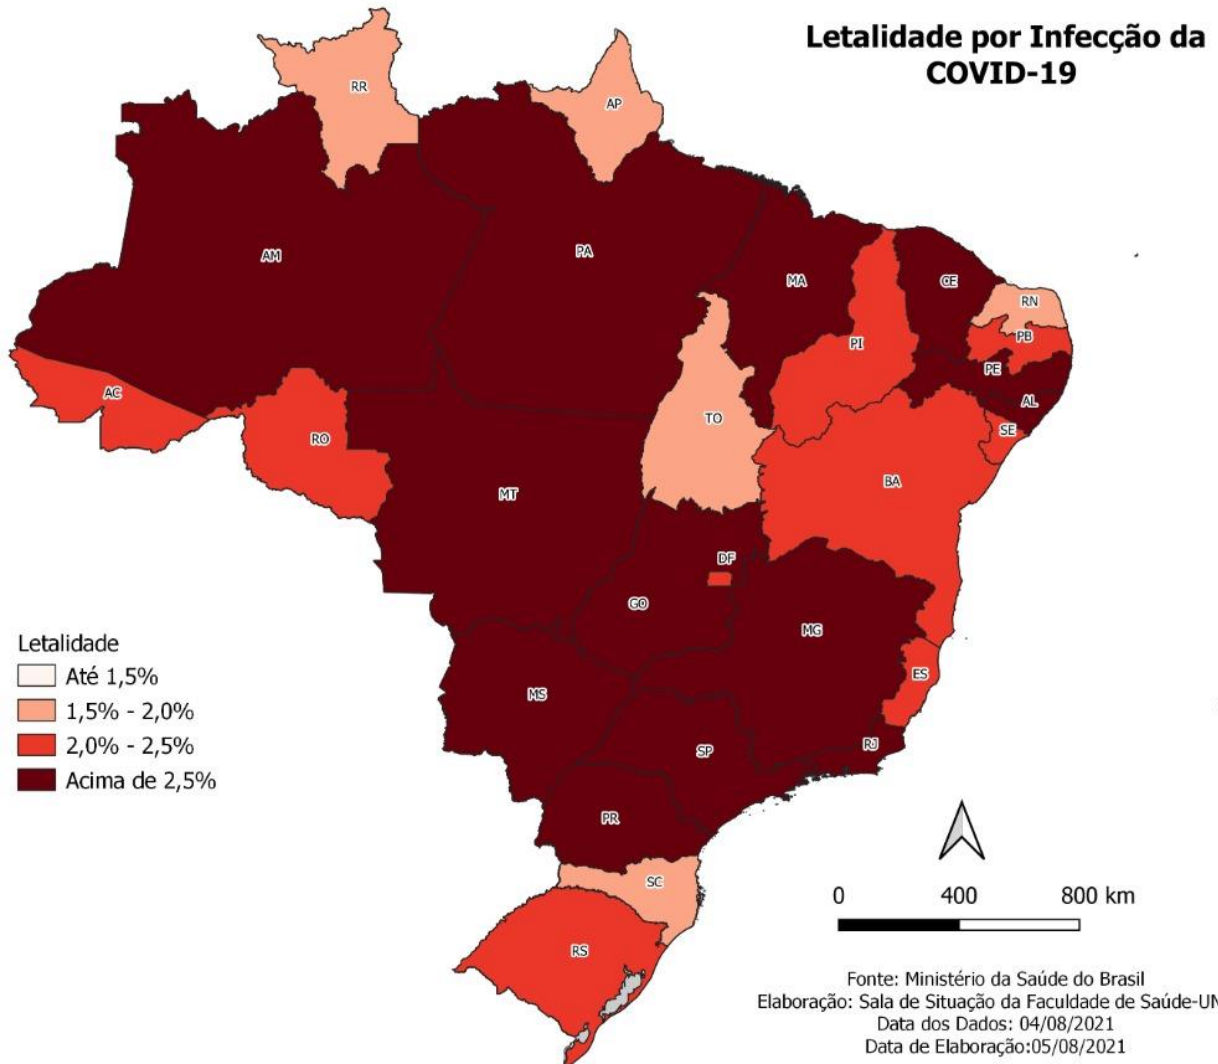 Letalidade por Infecção da
COVID-19
RR
AP
AM
PA
MA
CE
RN
PB
PI
PE
AC
AL
TO
SE
RO
BA
MT
DF
GO
MG
Letalidade
Até 1,5%
ES
MS
1,5% - 2,0%
2,0% - 2,5%
RJ
SP
Acima de 2,5%
PR
SC
0 400 800 km
RS
Fonte: Ministério da Saúde do Brasil
Elaboração: Sala de Situação da Faculdade de Saúde-UN
Data dos Dados: 04/08/2021
Data de Elaboração:05/08/2021